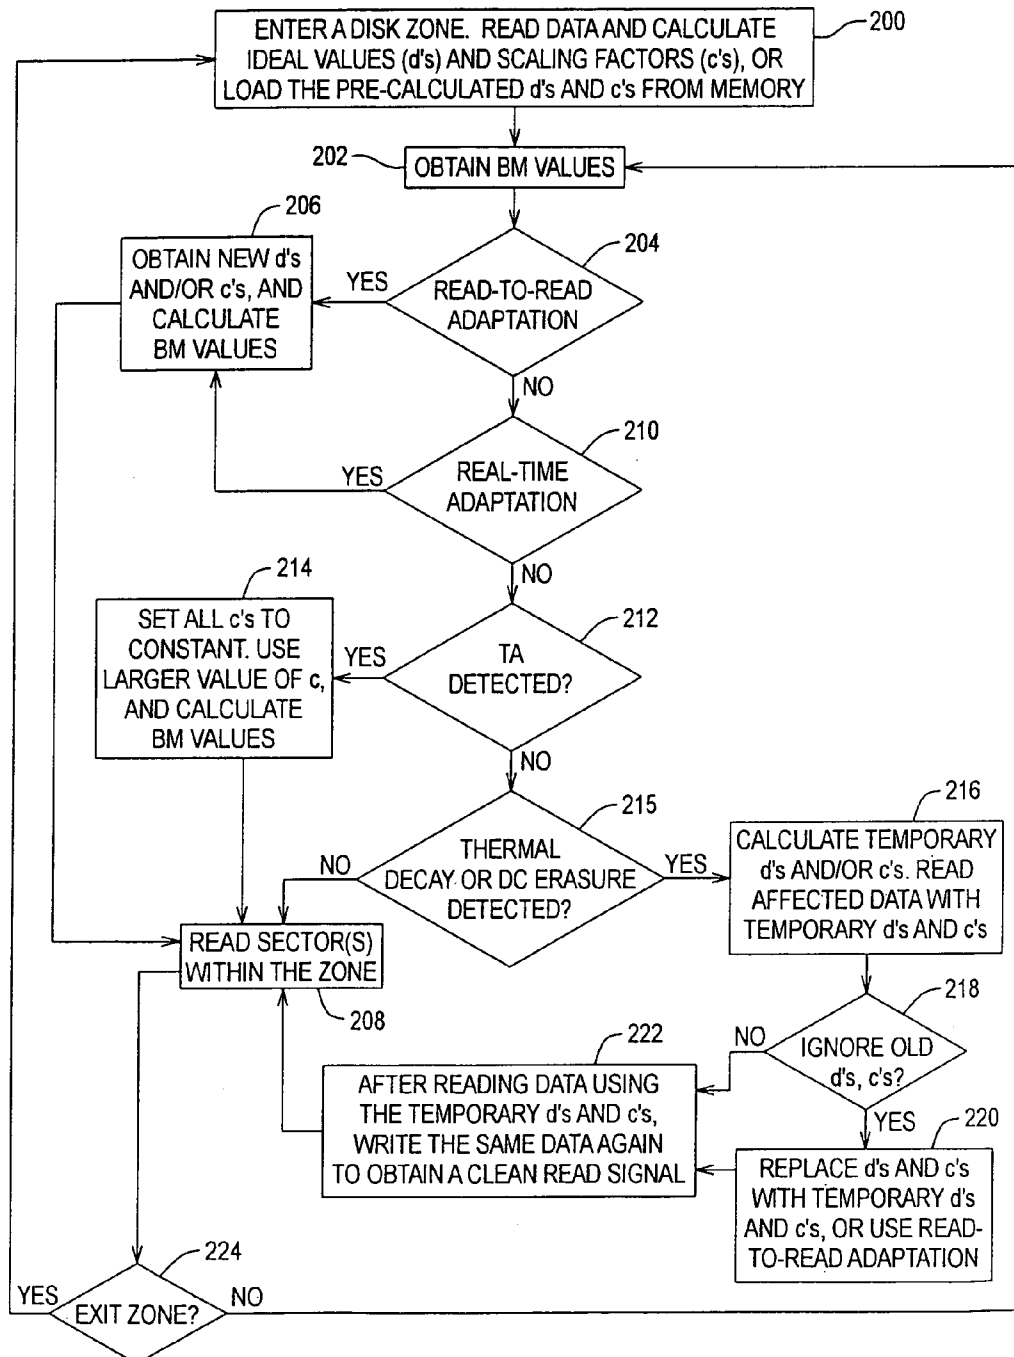 ENTER A DISK ZONE. READ DATA AND CALCULATE
IDEAL VALUES (d's) AND SCALING FACTORS (c's), OR
LOAD THE PRE-CALCULATED d's AND c's FROM MEMORY
200
202
OBTAIN BM VALUES
206
OBTAIN NEW d's
AND/OR c's, AND
CALCULATE
BM VALUES
YES
204
READ-TO-READ
ADAPTATION
NO
210
YES
REAL-TIME
ADAPTATION
NO
214
SET ALL c's TO
CONSTANT. USE
LARGER VALUE OF c,
AND CALCULATE
BM VALUES
YES
212
TA
DETECTED?
NO
215
NO
THERMAL
DECAY OR DC ERASURE
DETECTED?
YES
216
CALCULATE TEMPORARY
d's AND/OR c's. READ
AFFECTED DATA WITH
TEMPORARY d's AND c's
READ SECTOR(S)
WITHIN THE ZONE
208
218
NO
IGNORE OLD
d's, c's?
YES
222
AFTER READING DATA USING
THE TEMPORARY d's AND c's,
WRITE THE SAME DATA AGAIN
TO OBTAIN A CLEAN READ SIGNAL
220
REPLACE d's AND c's
WITH TEMPORARY d's
AND c's, OR USE READ-
TO-READ ADAPTATION
224
YES
EXIT ZONE?
NO